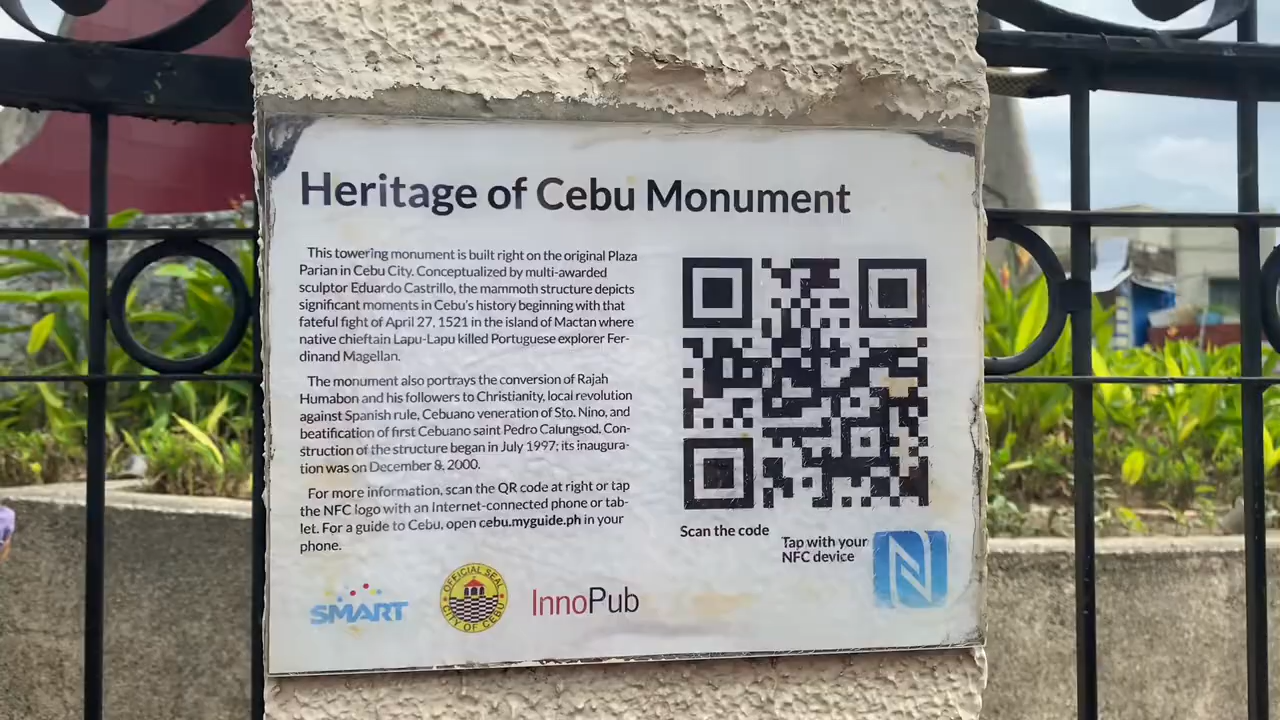 Heritage of Cebu Monument
This towering monument is built right on the original Plaza
Parian in Cebu City. Conceptualized by multi-awarded
sculptor Eduardo Castrillo, the mammoth structure depicts
significant moments in Cebu's history beginning with that
fateful fight of April 27, 1521 in the island of Mactan where
native chieftain Lapu-Lapu killed Portuguese explorer Fer-
dinand Magellan.
The monument also portrays the conversion of Rajah
Humabon and his followers to Christianity, local revolution
against Spanish rule, Cebuano veneration of Sto. Nino, and
beatification of first Cebuano saint Pedro Calungsod. Con-
struction of the structure began in July 1997; its inaugura-
tion was on December 8, 2000.
For more information, scan the QR code at right or tap
the NFC logo with an Internet-connected phone or tab-
let. For a guide to Cebu, open cebu.myguide.ph in your
phone.
Scan the code
Tap with your
NFC device
SMART
OFFICIAL SEAL
CITY OF CEBU
InnoPub